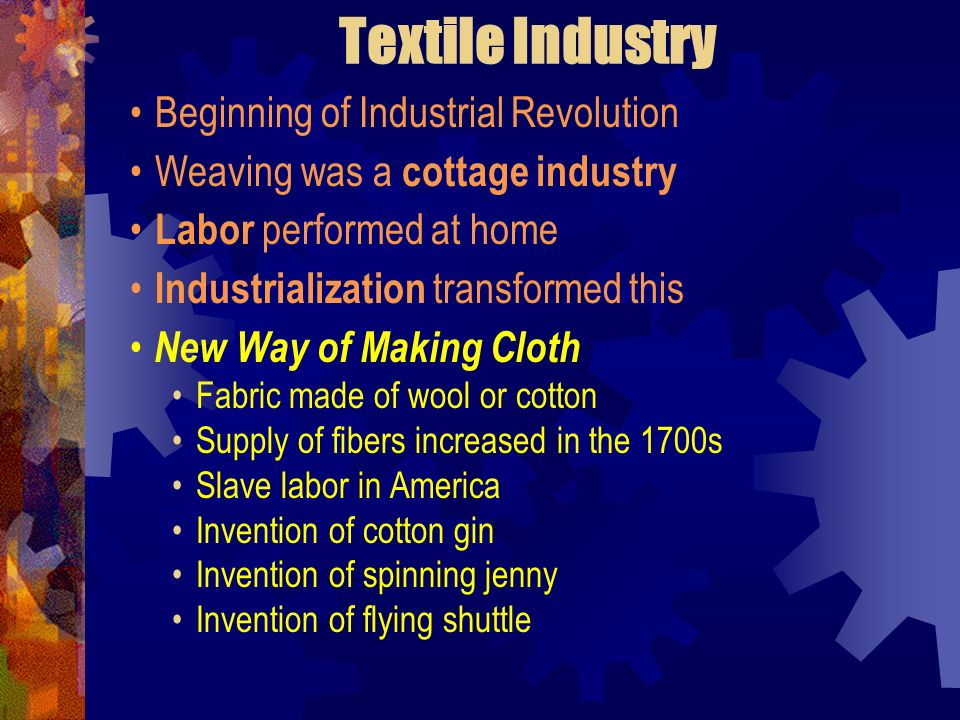 Textile Industry
• Beginning of Industrial Revolution
• Weaving was a cottage industry
• Labor performed at home
• Industrialization transformed this
• New Way of Making Cloth
• Fabric made of wool or cotton
• Supply of fibers increased in the 1700s
• Slave labor in America
• Invention of cotton gin
• Invention of spinning jenny
• Invention of flying shuttle